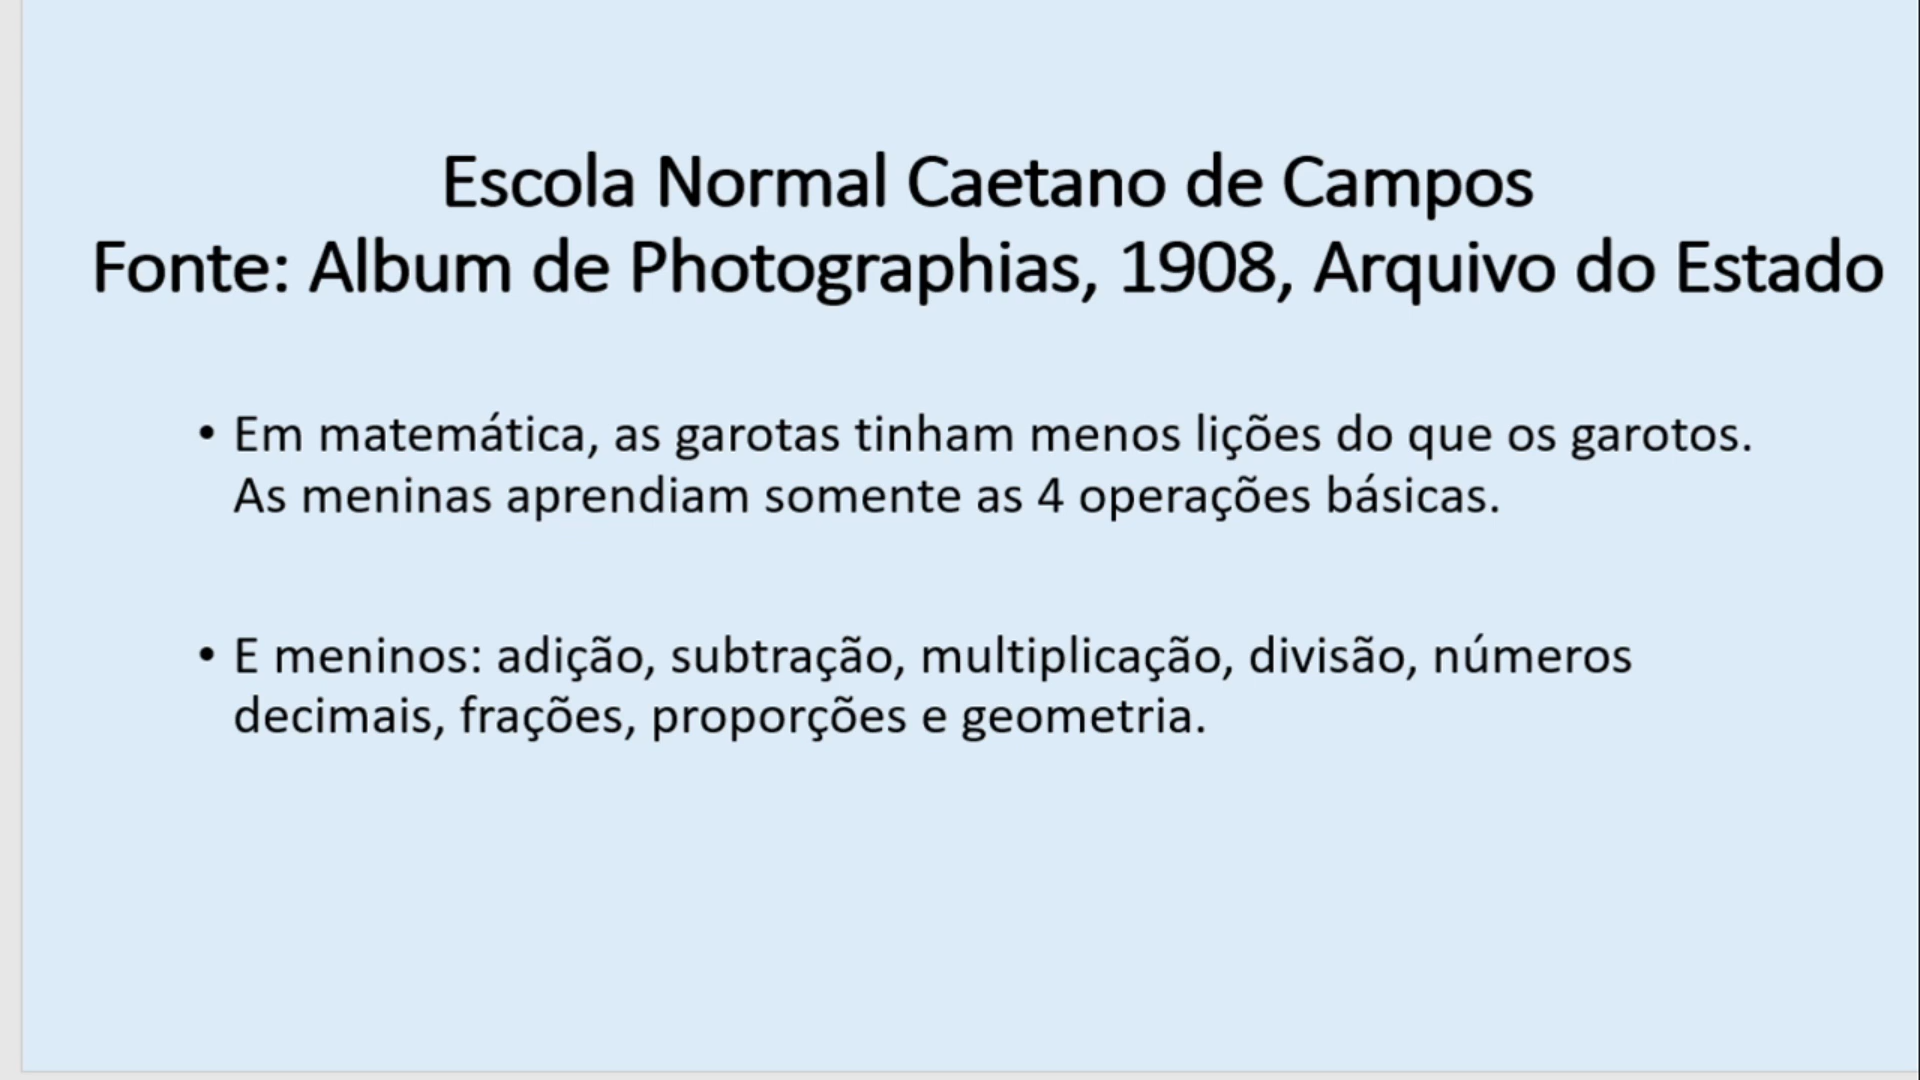 Escola Normal Caetano de Campos
Fonte: Album de Photographias, 1908, Arquivo do Estado
• Em matemática, as garotas tinham menos lições do que os garotos.
As meninas aprendiam somente as 4 operações básicas.
• E meninos: adição, subtração, multiplicação, divisão, números
decimais, frações, proporções e geometria.